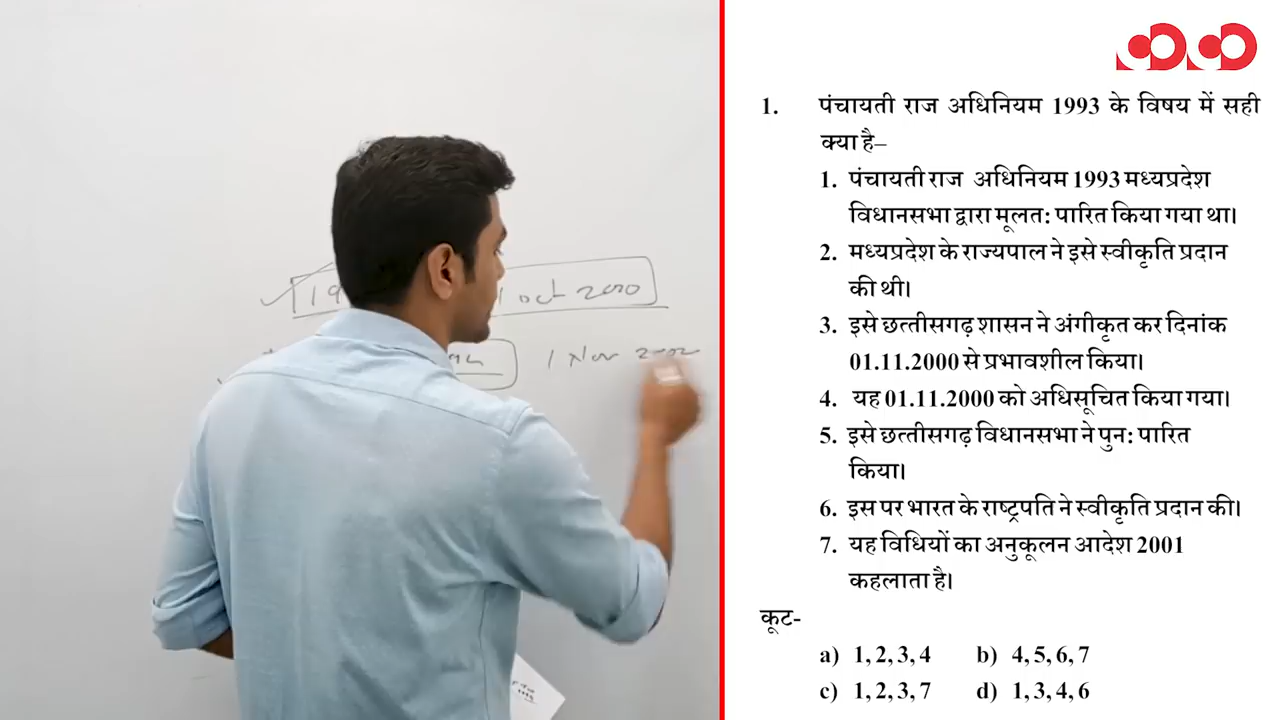 1. पंचायती राज अधिनियम 1993 के विषय में सही
क्या है–
1. पंचायती राज अधिनियम 1993 मध्यप्रदेश
विधानसभा द्वारा मूलत: पारित किया गया था।
2. मध्यप्रदेश के राज्यपाल ने इसे स्वीकृति प्रदान
की थी।
3. इसे छत्तीसगढ़ शासन ने अंगीकृत कर दिनांक
01.11.2000 से प्रभावशील किया।
4. यह 01.11.2000 को अधिसूचित किया गया।
5. इसे छत्तीसगढ़ विधानसभा ने पुन: पारित
किया।
6. इस पर भारत के राष्ट्रपति ने स्वीकृति प्रदान की।
7. यह विधियों का अनुकूलन आदेश 2001
कहलाता है।
कूट-
a) 1, 2, 3, 4 b) 4, 5, 6, 7
c) 1, 2, 3, 7 d) 1, 3, 4, 6
oct 2000
1 Nov